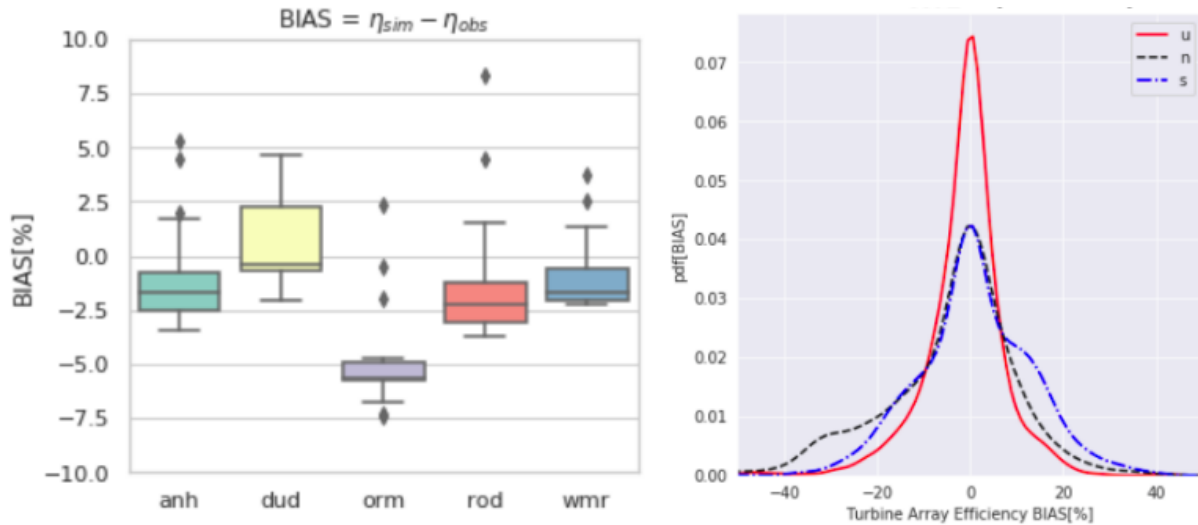 BIAS = η_sim − η_obs
BIAS[%]
10.0
7.5
5.0
2.5
0.0
−2.5
−5.0
−7.5
−10.0
anh dud orm rod wmr
u
n
s
pdf[BIAS]
0.07
0.06
0.05
0.04
0.03
0.02
0.01
0.00
−40 −20 0 20 40
Turbine Array Efficiency BIAS[%]